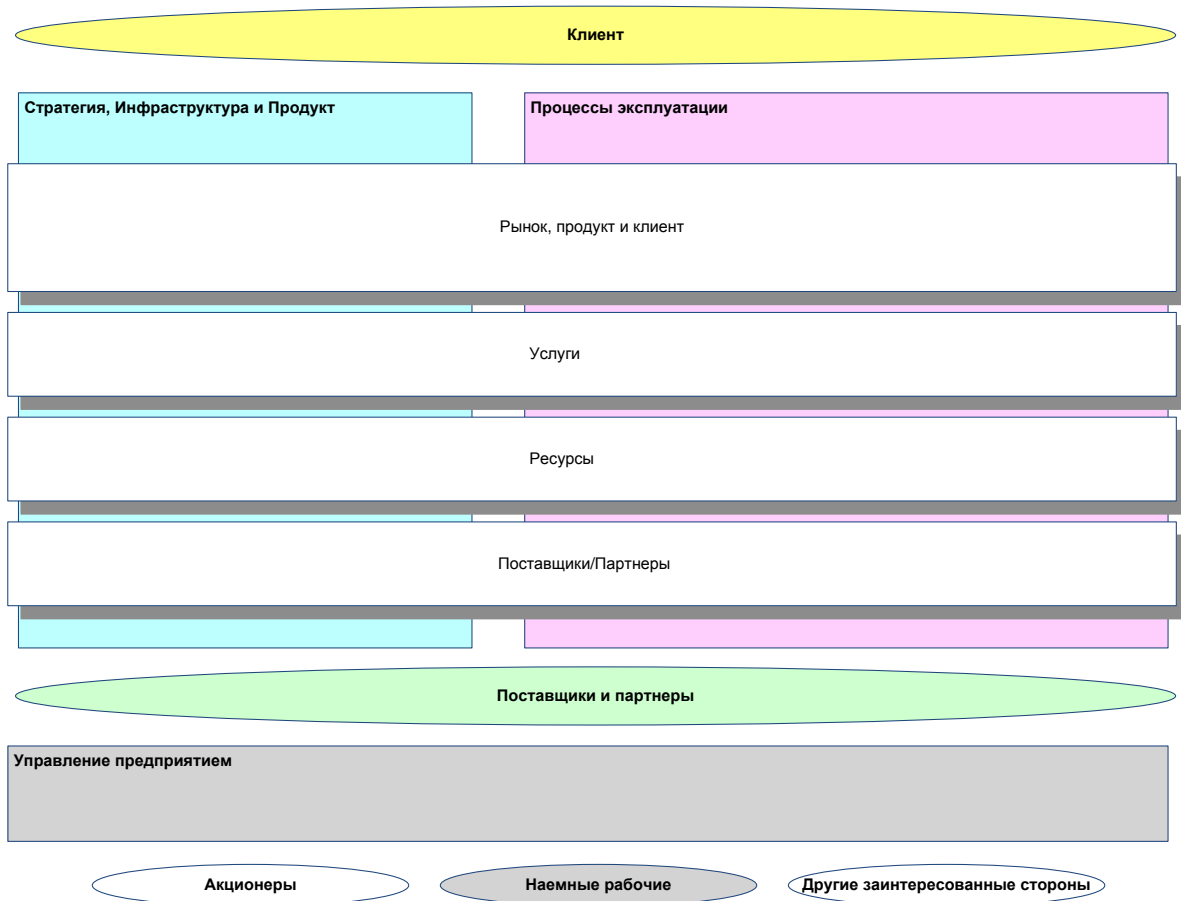 Клиент
Стратегия, Инфраструктура и Продукт
Процессы эксплуатации
Рынок, продукт и клиент
Услуги
Ресурсы
Поставщики/Партнеры
Поставщики и партнеры
Управление предприятием
Акционеры
Наемные рабочие
Другие заинтересованные стороны